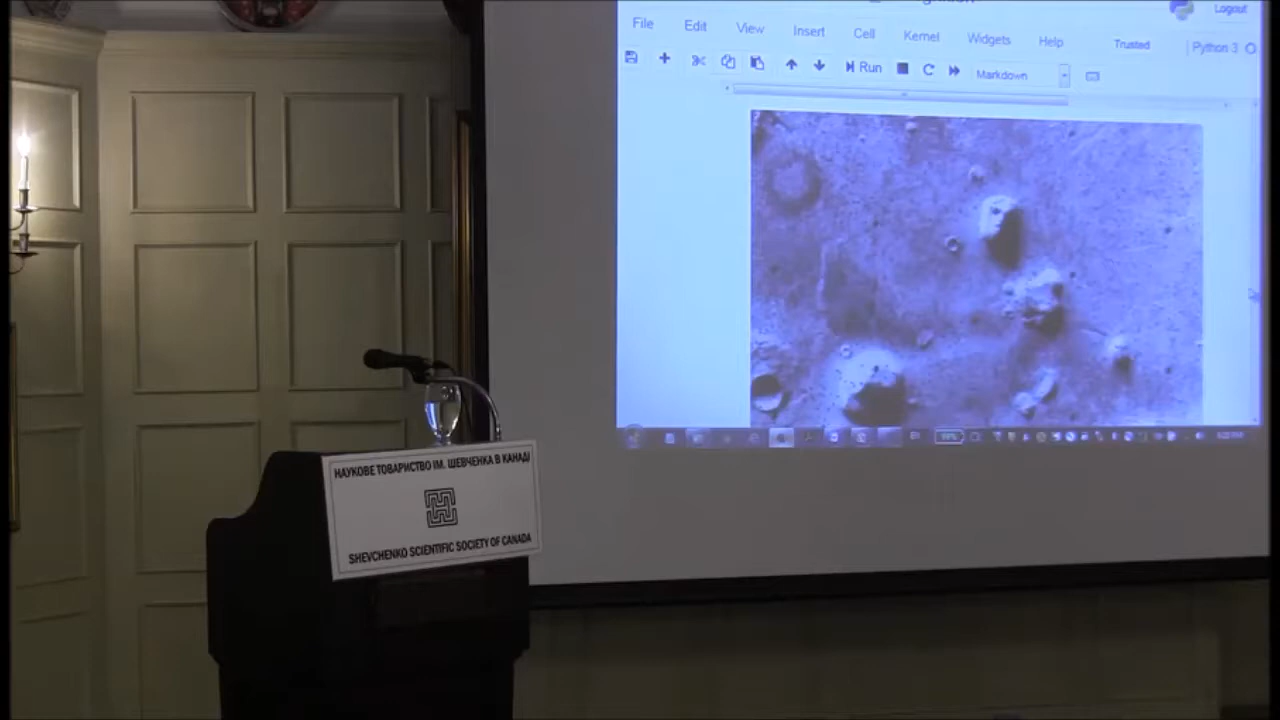 Logout
File Edit View Insert Cell Kernel Widgets Help Trusted Python 3
Run Markdown
НАУКОВЕ ТОВАРИСТВО ІМ. ШЕВЧЕНКА В КАНАДІ
SHEVCHENKO SCIENTIFIC SOCIETY OF CANADA